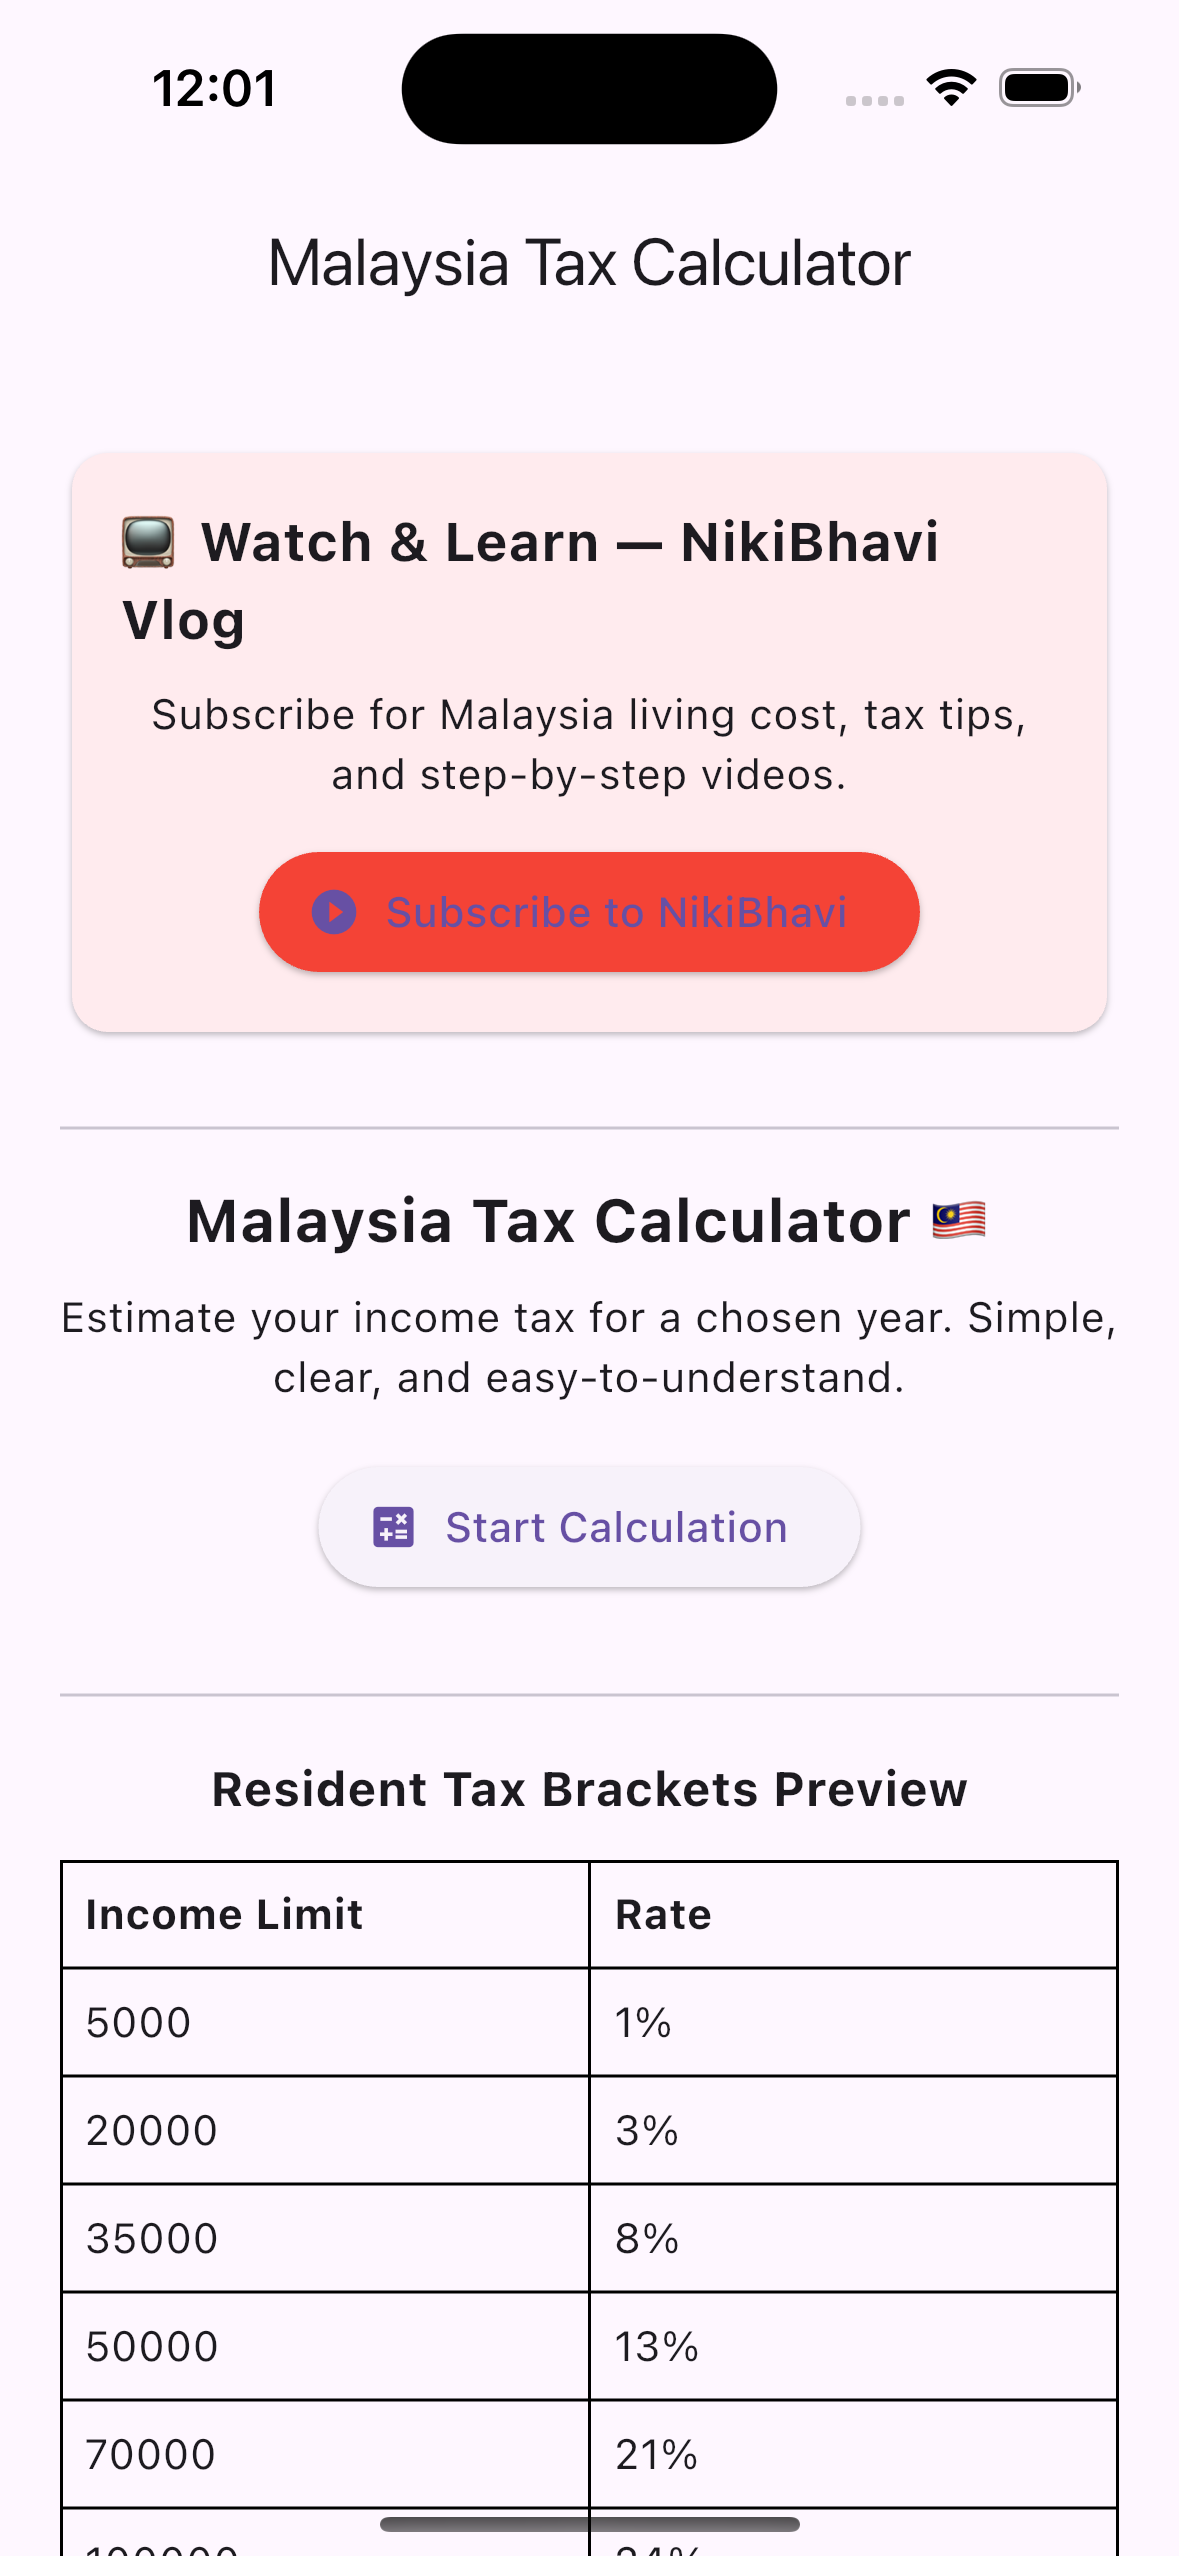 12:01
Malaysia Tax Calculator
📺 Watch & Learn — NikiBhavi
Vlog
Subscribe for Malaysia living cost, tax tips,
and step-by-step videos.
Subscribe to NikiBhavi
Malaysia Tax Calculator 🇲🇾
Estimate your income tax for a chosen year. Simple,
clear, and easy-to-understand.
Start Calculation
Resident Tax Brackets Preview
Income Limit Rate
5000 1%
20000 3%
35000 8%
50000 13%
70000 21%